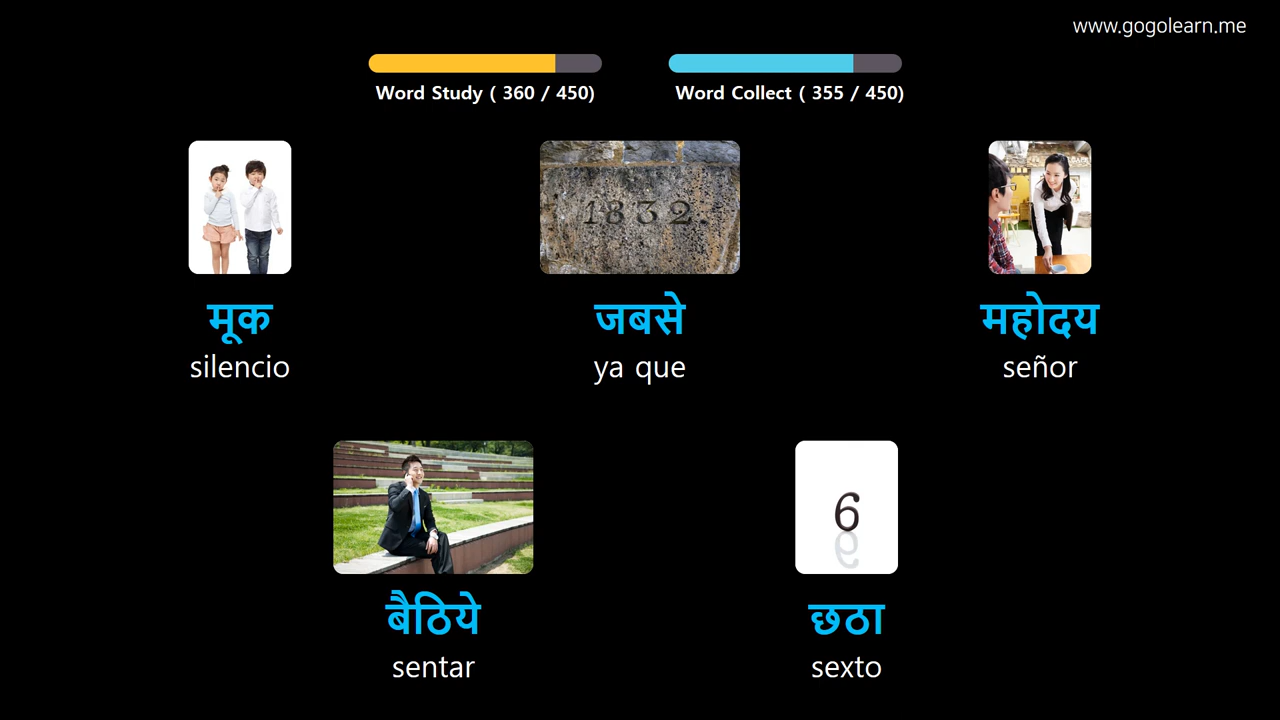 www.gogolearn.me
Word Study ( 360 / 450)
Word Collect ( 355 / 450)
1832.
मूक
silencio
जबसे
ya que
महोदय
señor
6
बैठिये
sentar
छठा
sexto